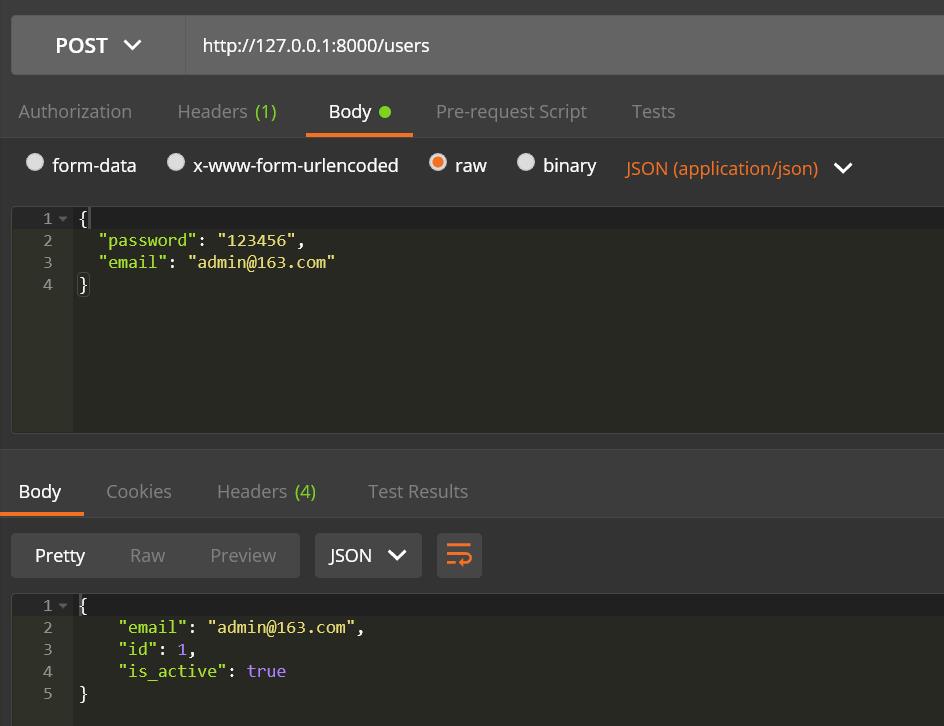 POST http://127.0.0.1:8000/users
Authorization Headers (1) Body Pre-request Script Tests
form-data x-www-form-urlencoded raw binary JSON (application/json)
1 {
2 "password": "123456",
3 "email": "admin@163.com"
4 }
Body Cookies Headers (4) Test Results
Pretty Raw Preview JSON
1 {
2 "email": "admin@163.com",
3 "id": 1,
4 "is_active": true
5 }